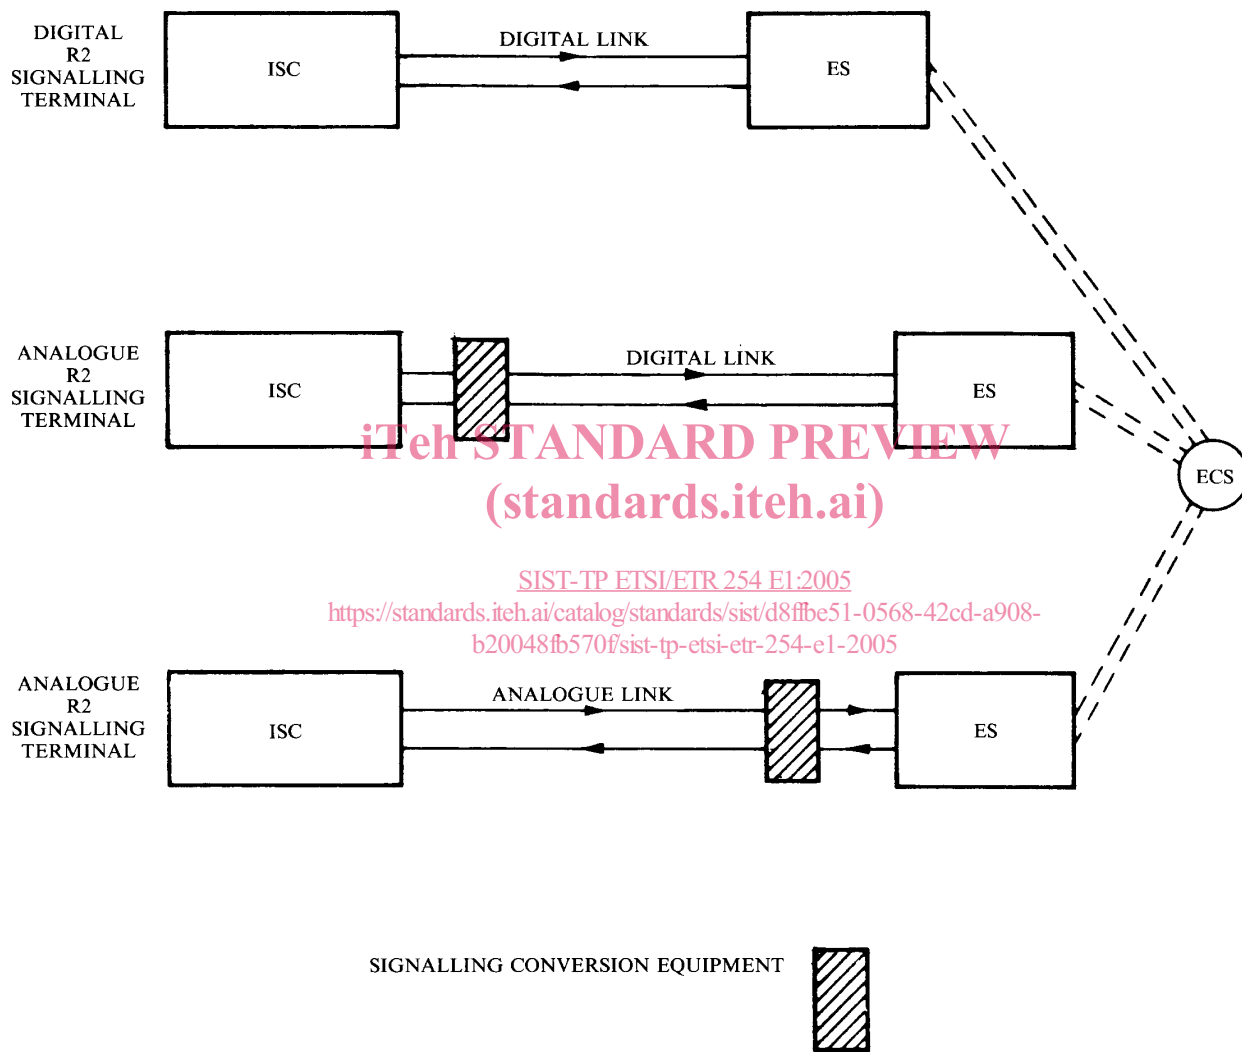 DIGITAL
R2
SIGNALLING
TERMINAL
ISC
DIGITAL LINK
ES
ANALOGUE
R2
SIGNALLING
TERMINAL
ISC
DIGITAL LINK
ES
ECS
iTeh STANDARD PREVIEW
(standards.iteh.ai)
SIST-TP ETSI/ETR 254 E1:2005
https://standards.iteh.ai/catalog/standards/sist/d8ffbe51-0568-42cd-a908-
b20048fb570f/sist-tp-etsi-etr-254-e1-2005
ANALOGUE
R2
SIGNALLING
TERMINAL
ISC
ANALOGUE LINK
ES
SIGNALLING CONVERSION EQUIPMENT